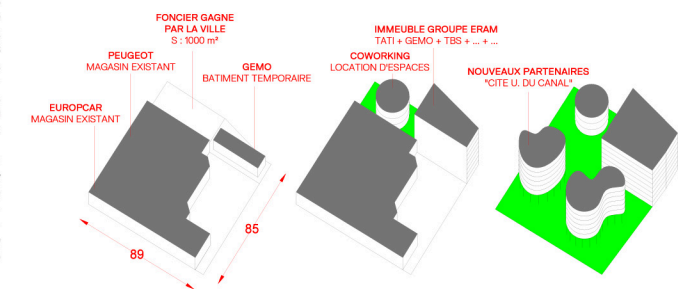 FONCIER GAGNE
PAR LA VILLE
S : 1000 m²
PEUGEOT
MAGASIN EXISTANT
GEMO
BATIMENT TEMPORAIRE
EUROPCAR
MAGASIN EXISTANT
89
85
IMMEUBLE GROUPE ERAM
TATI + GEMO + TBS + ... + ...
COWORKING
LOCATION D'ESPACES
NOUVEAUX PARTENAIRES
"CITE U. DU CANAL"